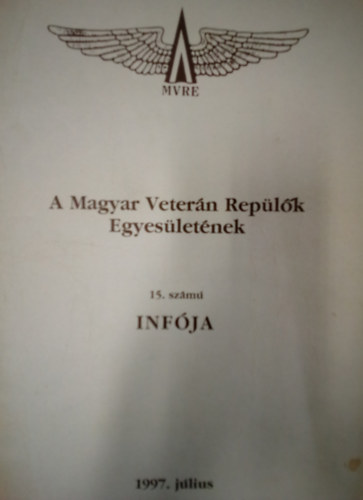 MVRE
A Magyar Veterán Repülők
Egyesületének
15. számú
INFÓJA
1997. július